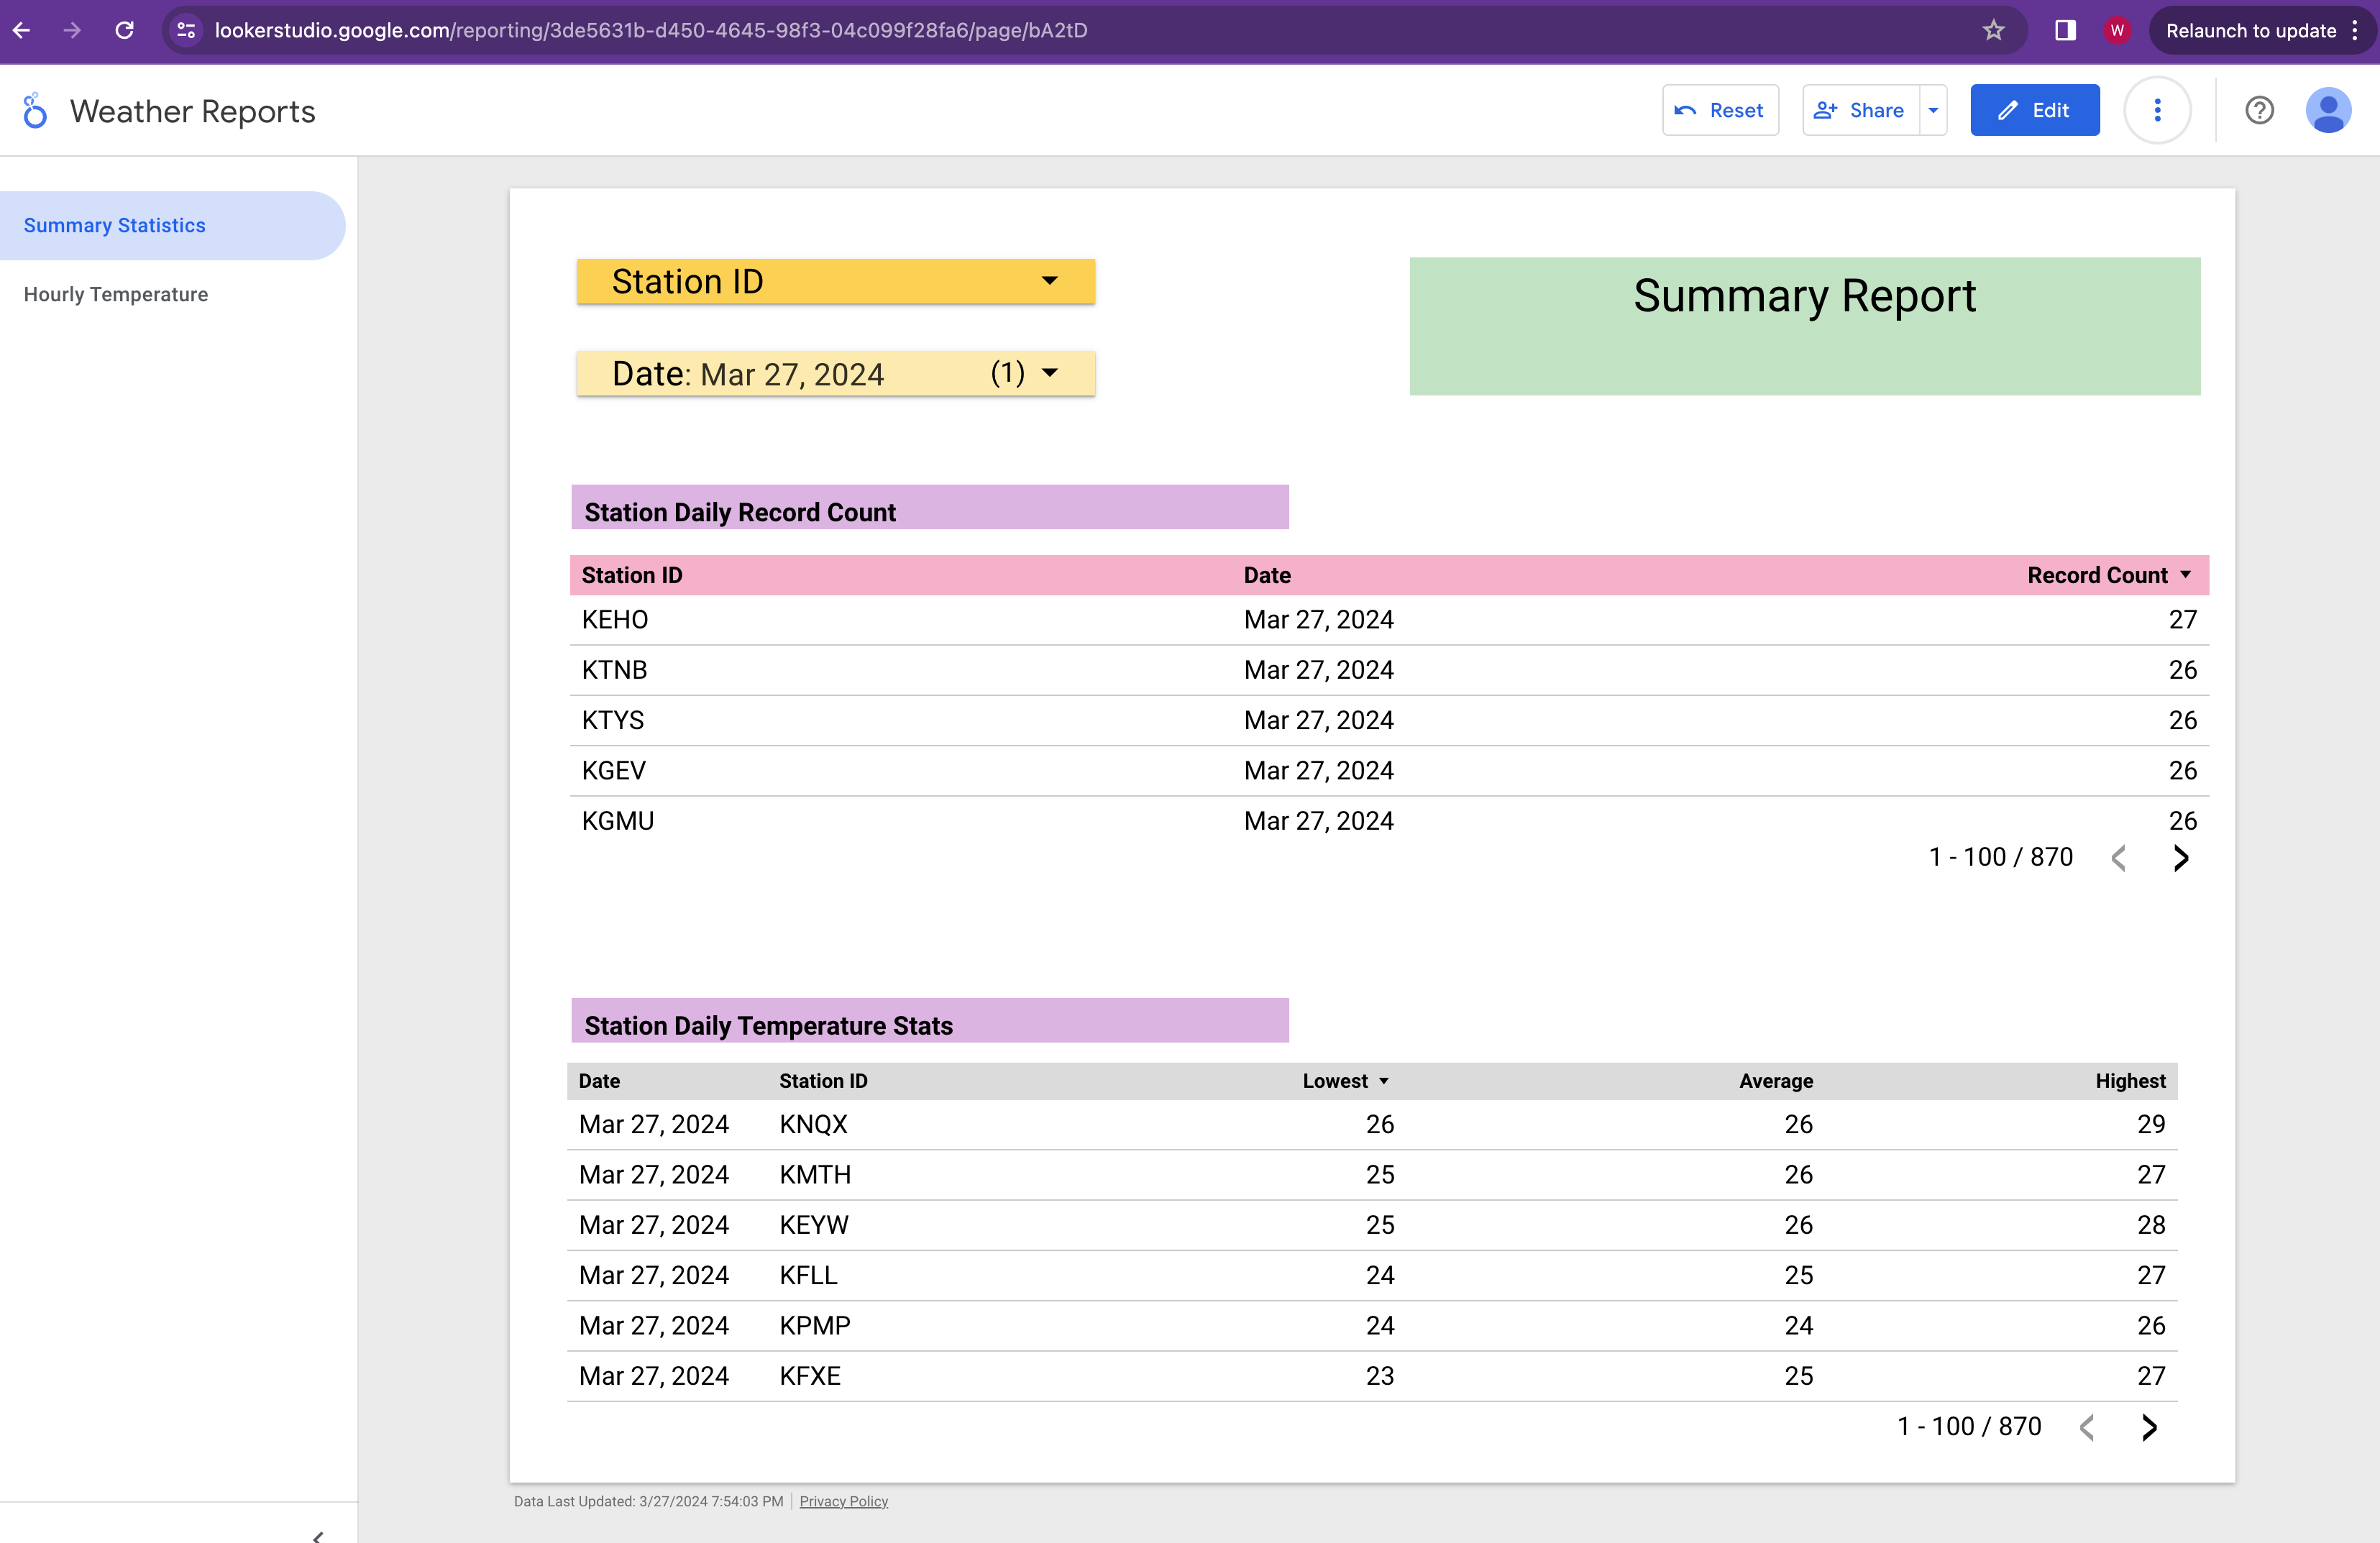 lookerstudio.google.com/reporting/3de5631b-d450-4645-98f3-04c099f28fa6/page/bA2tD
W
Relaunch to update
Weather Reports
Reset
Share
Edit
Summary Statistics
Hourly Temperature
Station ID
Summary Report
Date: Mar 27, 2024 (1)
Station Daily Record Count
Station ID Date Record Count
KEHO Mar 27, 2024 27
KTNB Mar 27, 2024 26
KTYS Mar 27, 2024 26
KGEV Mar 27, 2024 26
KGMU Mar 27, 2024 26
1 - 100 / 870
Station Daily Temperature Stats
Date Station ID Lowest Average Highest
Mar 27, 2024 KNQX 26 26 29
Mar 27, 2024 KMTH 25 26 27
Mar 27, 2024 KEYW 25 26 28
Mar 27, 2024 KFLL 24 25 27
Mar 27, 2024 KPMP 24 24 26
Mar 27, 2024 KFXE 23 25 27
1 - 100 / 870
Data Last Updated: 3/27/2024 7:54:03 PM Privacy Policy